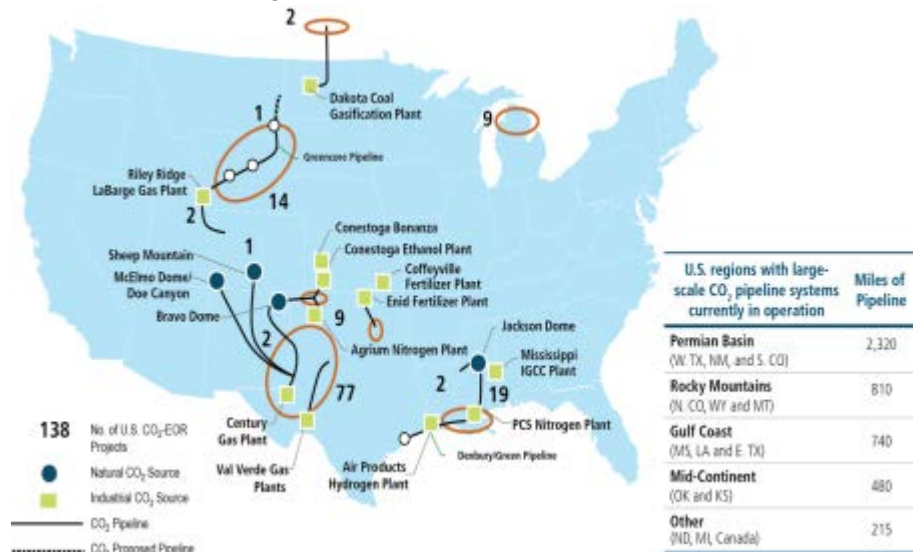 2
Dakota Coal
Gasification Plant
1
9
Greencore Pipeline
Riley Ridge
LaBarge Gas Plant
14
2
Conestoga Bonanza
1
Conestoga Ethanol Plant
Sheep Mountain
Coffeyville
Fertilizer Plant
McElmo Dome/
Doe Canyon
Enid Fertilizer Plant
Bravo Dome
9
Jackson Dome
2
Agrium Nitrogen Plant
Mississippi
IGCC Plant
2
77
19
Century
Gas Plant
PCS Nitrogen Plant
Val Verde Gas
Plants
Air Products
Hydrogen Plant
Denbury/Green Pipeline
138 No. of U.S. CO₂-EOR
Projects
Natural CO₂ Source
Industrial CO₂ Source
CO₂ Pipeline
CO₂ Proposed Pipeline
U.S. regions with large-
scale CO₂ pipeline systems
currently in operation
Miles of
Pipeline
Permian Basin
(W. TX, NM, and S. CO)
2,320
Rocky Mountains
(N. CO, WY and MT)
810
Gulf Coast
(MS, LA and E. TX)
740
Mid-Continent
(OK and KS)
480
Other
(ND, MI, Canada)
215